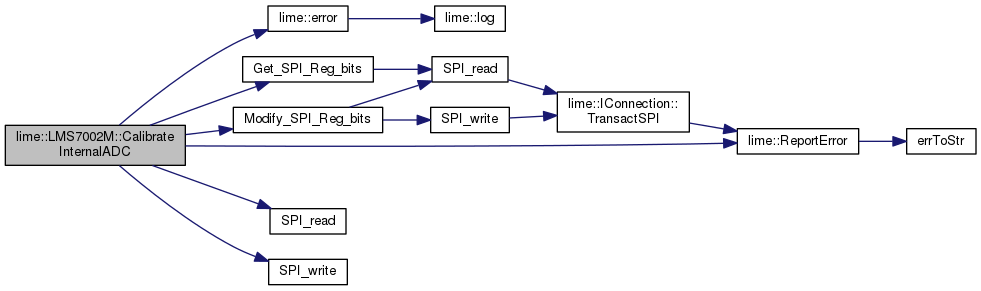 lime::error
lime::log
Get_SPI_Reg_bits
SPI_read
lime::IConnection::
TransactSPI
Modify_SPI_Reg_bits
SPI_write
lime::LMS7002M::Calibrate
InternalADC
lime::ReportError
errToStr
SPI_read
SPI_write